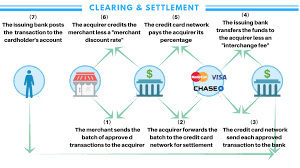 CLEARING & SETTLEMENT
(7)
The issuing bank posts
the transaction to the
cardholder's account
(6)
The acquirer credits the
merchant less a "merchant
discount rate"
(5)
The credit card network
pays the acquirer its
percentage
(4)
The issuing bank
transfers the funds to
the acquirer less an
"interchange fee"
$
MasterCard
VISA
CHASE
$
(1)
The merchant sends the
batch of approved
transactions to the acquirer
(2)
The acquirer forwards the
batch to the credit card
network for settlement
(3)
The credit card network
send each approved
transaction to the bank